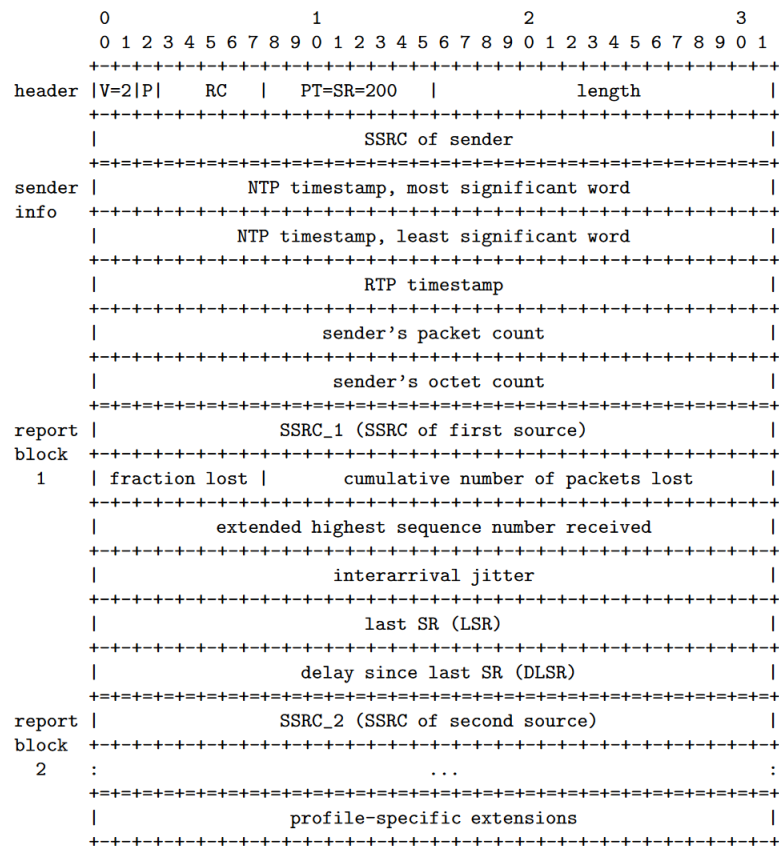 0                   1                   2                   3
        0 1 2 3 4 5 6 7 8 9 0 1 2 3 4 5 6 7 8 9 0 1 2 3 4 5 6 7 8 9 0 1
       +-+-+-+-+-+-+-+-+-+-+-+-+-+-+-+-+-+-+-+-+-+-+-+-+-+-+-+-+-+-+-+-+
header |V=2|P|    RC   |   PT=SR=200   |             length            |
       +-+-+-+-+-+-+-+-+-+-+-+-+-+-+-+-+-+-+-+-+-+-+-+-+-+-+-+-+-+-+-+-+
       |                         SSRC of sender                        |
       +=+=+=+=+=+=+=+=+=+=+=+=+=+=+=+=+=+=+=+=+=+=+=+=+=+=+=+=+=+=+=+=+
sender |              NTP timestamp, most significant word             |
info   +-+-+-+-+-+-+-+-+-+-+-+-+-+-+-+-+-+-+-+-+-+-+-+-+-+-+-+-+-+-+-+-+
       |             NTP timestamp, least significant word             |
       +-+-+-+-+-+-+-+-+-+-+-+-+-+-+-+-+-+-+-+-+-+-+-+-+-+-+-+-+-+-+-+-+
       |                         RTP timestamp                         |
       +-+-+-+-+-+-+-+-+-+-+-+-+-+-+-+-+-+-+-+-+-+-+-+-+-+-+-+-+-+-+-+-+
       |                     sender's packet count                     |
       +-+-+-+-+-+-+-+-+-+-+-+-+-+-+-+-+-+-+-+-+-+-+-+-+-+-+-+-+-+-+-+-+
       |                      sender's octet count                     |
       +=+=+=+=+=+=+=+=+=+=+=+=+=+=+=+=+=+=+=+=+=+=+=+=+=+=+=+=+=+=+=+=+
report |                 SSRC_1 (SSRC of first source)                 |
block  +-+-+-+-+-+-+-+-+-+-+-+-+-+-+-+-+-+-+-+-+-+-+-+-+-+-+-+-+-+-+-+-+
  1    | fraction lost |       cumulative number of packets lost       |
       +-+-+-+-+-+-+-+-+-+-+-+-+-+-+-+-+-+-+-+-+-+-+-+-+-+-+-+-+-+-+-+-+
       |           extended highest sequence number received           |
       +-+-+-+-+-+-+-+-+-+-+-+-+-+-+-+-+-+-+-+-+-+-+-+-+-+-+-+-+-+-+-+-+
       |                      interarrival jitter                      |
       +-+-+-+-+-+-+-+-+-+-+-+-+-+-+-+-+-+-+-+-+-+-+-+-+-+-+-+-+-+-+-+-+
       |                         last SR (LSR)                         |
       +-+-+-+-+-+-+-+-+-+-+-+-+-+-+-+-+-+-+-+-+-+-+-+-+-+-+-+-+-+-+-+-+
       |                   delay since last SR (DLSR)                  |
       +=+=+=+=+=+=+=+=+=+=+=+=+=+=+=+=+=+=+=+=+=+=+=+=+=+=+=+=+=+=+=+=+
report |                 SSRC_2 (SSRC of second source)                |
block  +-+-+-+-+-+-+-+-+-+-+-+-+-+-+-+-+-+-+-+-+-+-+-+-+-+-+-+-+-+-+-+-+
  2    :                               ...                             :
       +=+=+=+=+=+=+=+=+=+=+=+=+=+=+=+=+=+=+=+=+=+=+=+=+=+=+=+=+=+=+=+=+
       |                  profile-specific extensions                  |
       +-+-+-+-+-+-+-+-+-+-+-+-+-+-+-+-+-+-+-+-+-+-+-+-+-+-+-+-+-+-+-+-+